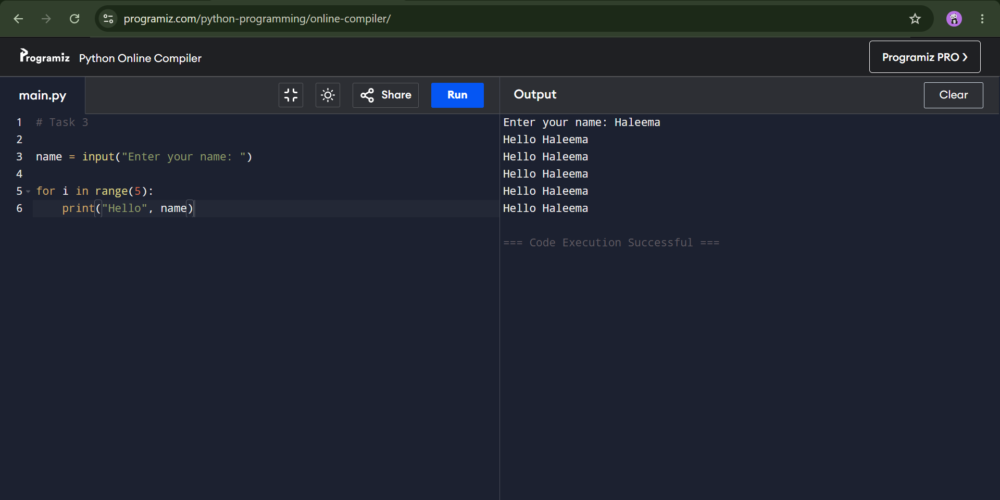 programiz.com/python-programming/online-compiler/
Programiz Python Online Compiler
Programiz PRO ❯
main.py
Share
Run
Output
Clear
1 # Task 3
2
3 name = input("Enter your name: ")
4
5 for i in range(5):
6     print("Hello", name)
Enter your name: Haleema
Hello Haleema
Hello Haleema
Hello Haleema
Hello Haleema
Hello Haleema
=== Code Execution Successful ===